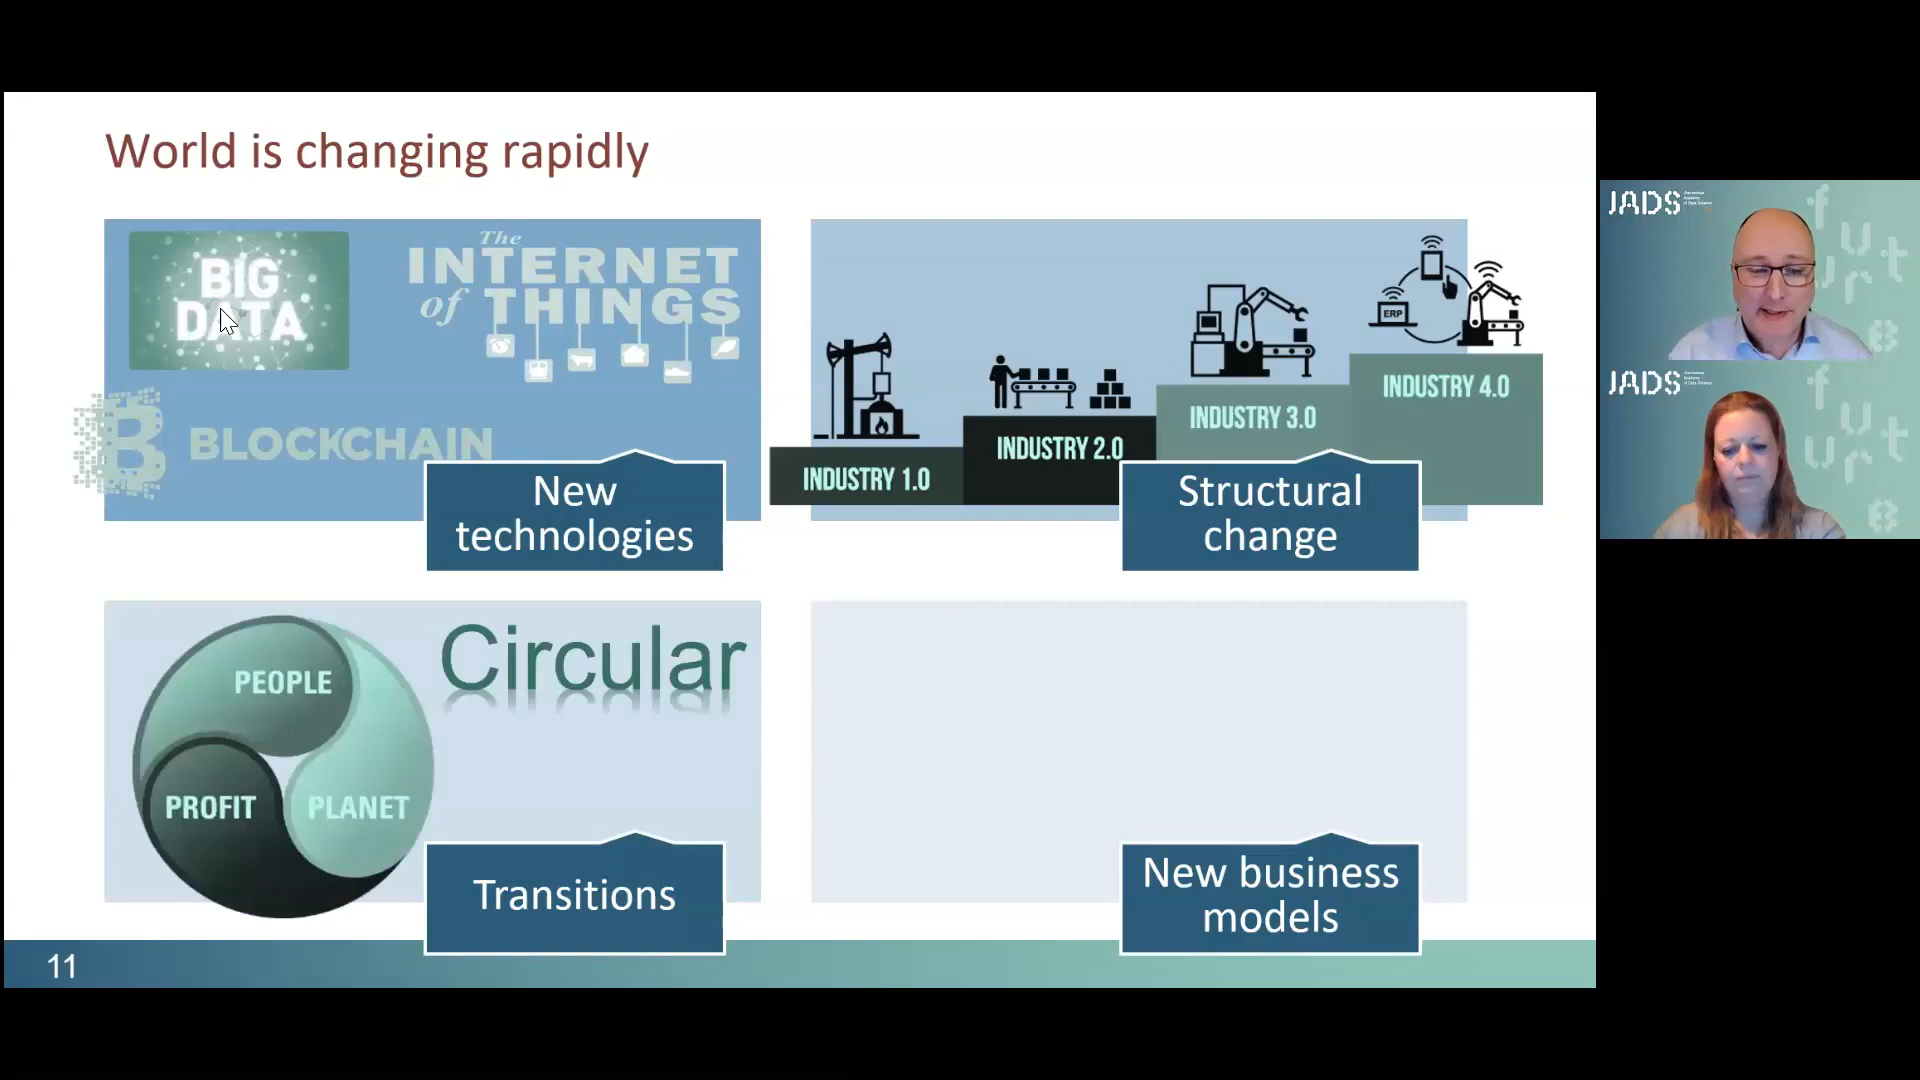 World is changing rapidly
BIG
DATA
The
INTERNET
of THINGS
BLOCKCHAIN
New
technologies
INDUSTRY 1.0
INDUSTRY 2.0
INDUSTRY 3.0
INDUSTRY 4.0
ERP
Structural
change
PEOPLE
PROFIT
PLANET
Circular
Transitions
New business
models
11
JADS
JADS